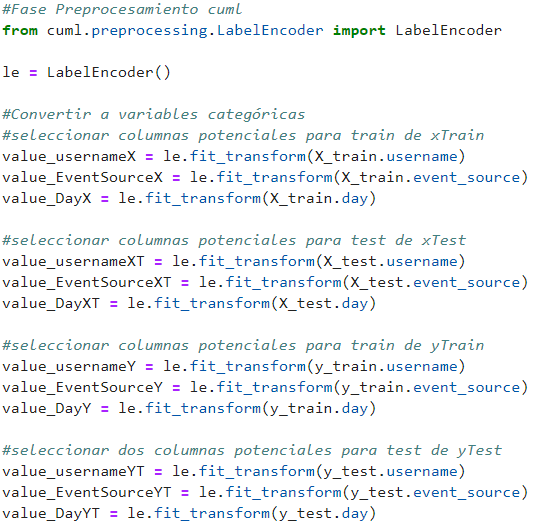 #Fase Preprocesamiento cuml
from cuml.preprocessing.LabelEncoder import LabelEncoder
le = LabelEncoder()
#Convertir a variables categóricas
#seleccionar columnas potenciales para train de xTrain
value_usernameX = le.fit_transform(X_train.username)
value_EventSourceX = le.fit_transform(X_train.event_source)
value_DayX = le.fit_transform(X_train.day)
#seleccionar columnas potenciales para test de xTest
value_usernameXT = le.fit_transform(X_test.username)
value_EventSourceXT = le.fit_transform(X_test.event_source)
value_DayXT = le.fit_transform(X_test.day)
#seleccionar columnas potenciales para train de yTrain
value_usernameY = le.fit_transform(y_train.username)
value_EventSourceY = le.fit_transform(y_train.event_source)
value_DayY = le.fit_transform(y_train.day)
#seleccionar dos columnas potenciales para test de yTest
value_usernameYT = le.fit_transform(y_test.username)
value_EventSourceYT = le.fit_transform(y_test.event_source)
value_DayYT = le.fit_transform(y_test.day)